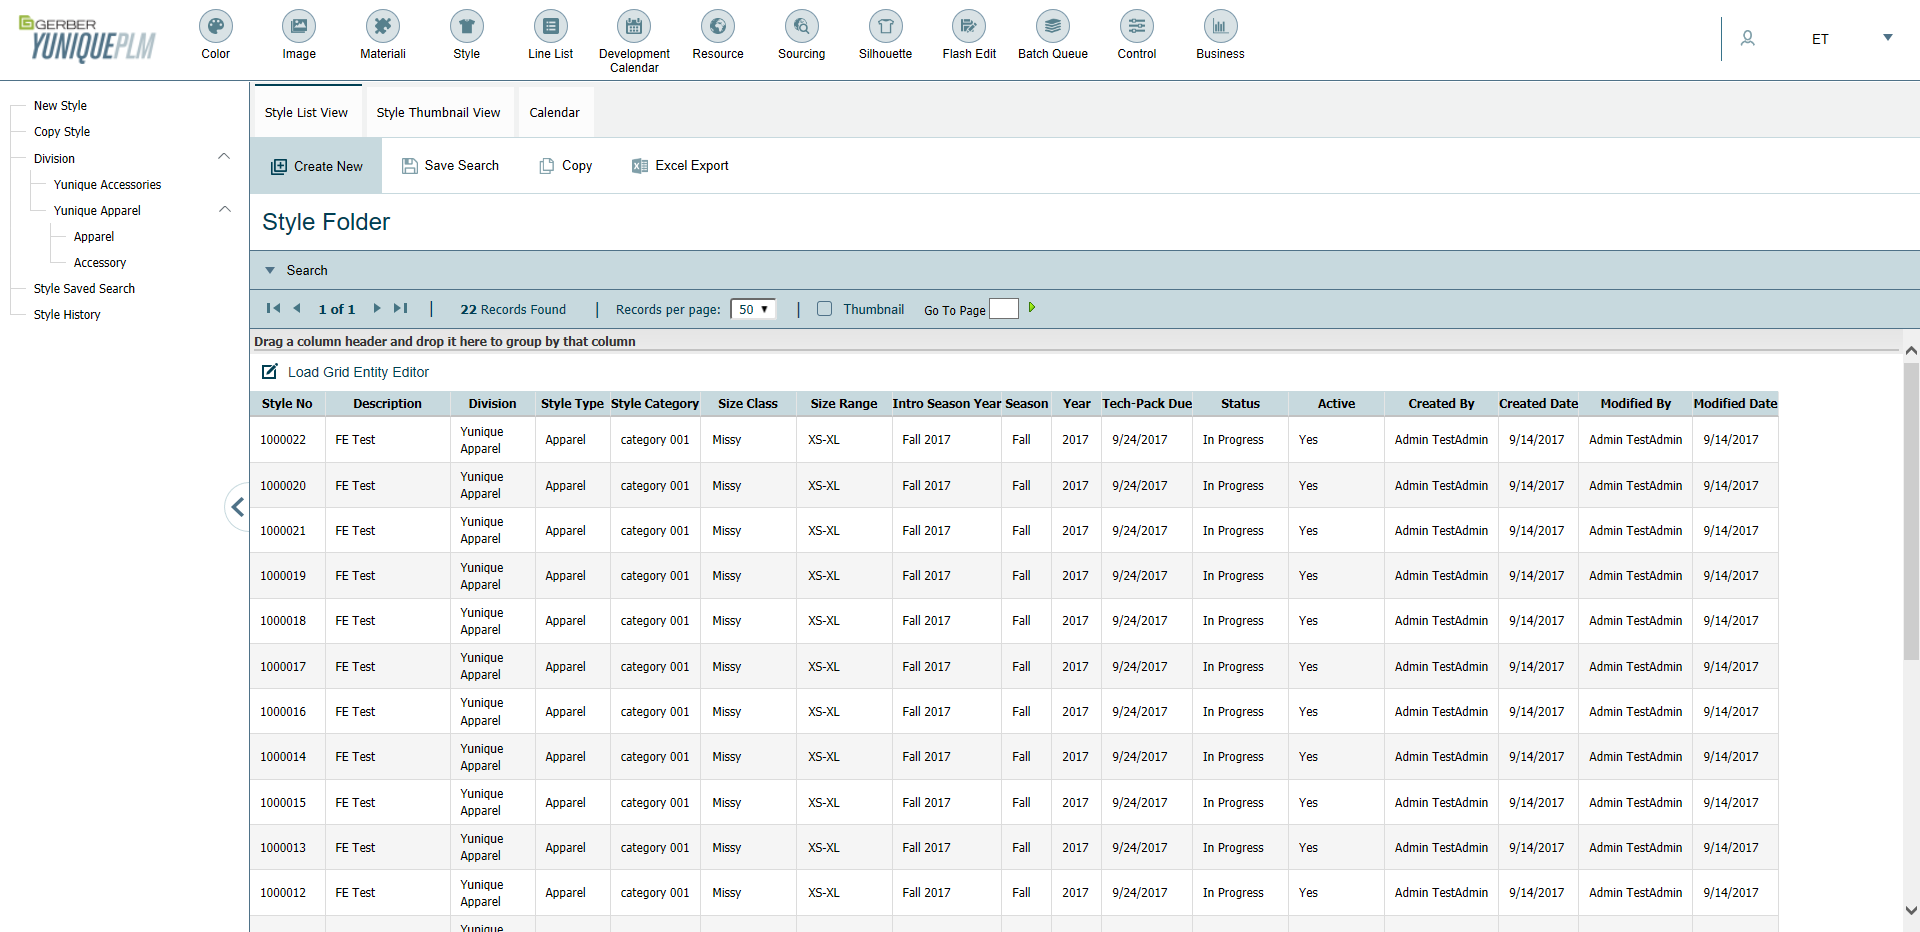 GERBER
YUNIQUEPLM
Color
Image
Materiali
Style
Line List
Development
Calendar
Resource
Sourcing
Silhouette
Flash Edit
Batch Queue
Control
Business
ET
New Style
Copy Style
Division
Yunique Accessories
Yunique Apparel
Apparel
Accessory
Style Saved Search
Style History
Style List View
Style Thumbnail View
Calendar
Create New
Save Search
Copy
Excel Export
Style Folder
Search
1 of 1 | 22 Records Found | Records per page: 50 | Thumbnail Go To Page
Drag a column header and drop it here to group by that column
Load Grid Entity Editor
Style No Description Division Style Type Style Category Size Class Size Range Intro Season Year Season Year Tech-Pack Due Status Active Created By Created Date Modified By Modified Date
1000022 FE Test Yunique Apparel Apparel category 001 Missy XS-XL Fall 2017 Fall 2017 9/24/2017 In Progress Yes Admin TestAdmin 9/14/2017 Admin TestAdmin 9/14/2017
1000020 FE Test Yunique Apparel Apparel category 001 Missy XS-XL Fall 2017 Fall 2017 9/24/2017 In Progress Yes Admin TestAdmin 9/14/2017 Admin TestAdmin 9/14/2017
1000021 FE Test Yunique Apparel Apparel category 001 Missy XS-XL Fall 2017 Fall 2017 9/24/2017 In Progress Yes Admin TestAdmin 9/14/2017 Admin TestAdmin 9/14/2017
1000019 FE Test Yunique Apparel Apparel category 001 Missy XS-XL Fall 2017 Fall 2017 9/24/2017 In Progress Yes Admin TestAdmin 9/14/2017 Admin TestAdmin 9/14/2017
1000018 FE Test Yunique Apparel Apparel category 001 Missy XS-XL Fall 2017 Fall 2017 9/24/2017 In Progress Yes Admin TestAdmin 9/14/2017 Admin TestAdmin 9/14/2017
1000017 FE Test Yunique Apparel Apparel category 001 Missy XS-XL Fall 2017 Fall 2017 9/24/2017 In Progress Yes Admin TestAdmin 9/14/2017 Admin TestAdmin 9/14/2017
1000016 FE Test Yunique Apparel Apparel category 001 Missy XS-XL Fall 2017 Fall 2017 9/24/2017 In Progress Yes Admin TestAdmin 9/14/2017 Admin TestAdmin 9/14/2017
1000014 FE Test Yunique Apparel Apparel category 001 Missy XS-XL Fall 2017 Fall 2017 9/24/2017 In Progress Yes Admin TestAdmin 9/14/2017 Admin TestAdmin 9/14/2017
1000015 FE Test Yunique Apparel Apparel category 001 Missy XS-XL Fall 2017 Fall 2017 9/24/2017 In Progress Yes Admin TestAdmin 9/14/2017 Admin TestAdmin 9/14/2017
1000013 FE Test Yunique Apparel Apparel category 001 Missy XS-XL Fall 2017 Fall 2017 9/24/2017 In Progress Yes Admin TestAdmin 9/14/2017 Admin TestAdmin 9/14/2017
1000012 FE Test Yunique Apparel Apparel category 001 Missy XS-XL Fall 2017 Fall 2017 9/24/2017 In Progress Yes Admin TestAdmin 9/14/2017 Admin TestAdmin 9/14/2017
Yunique